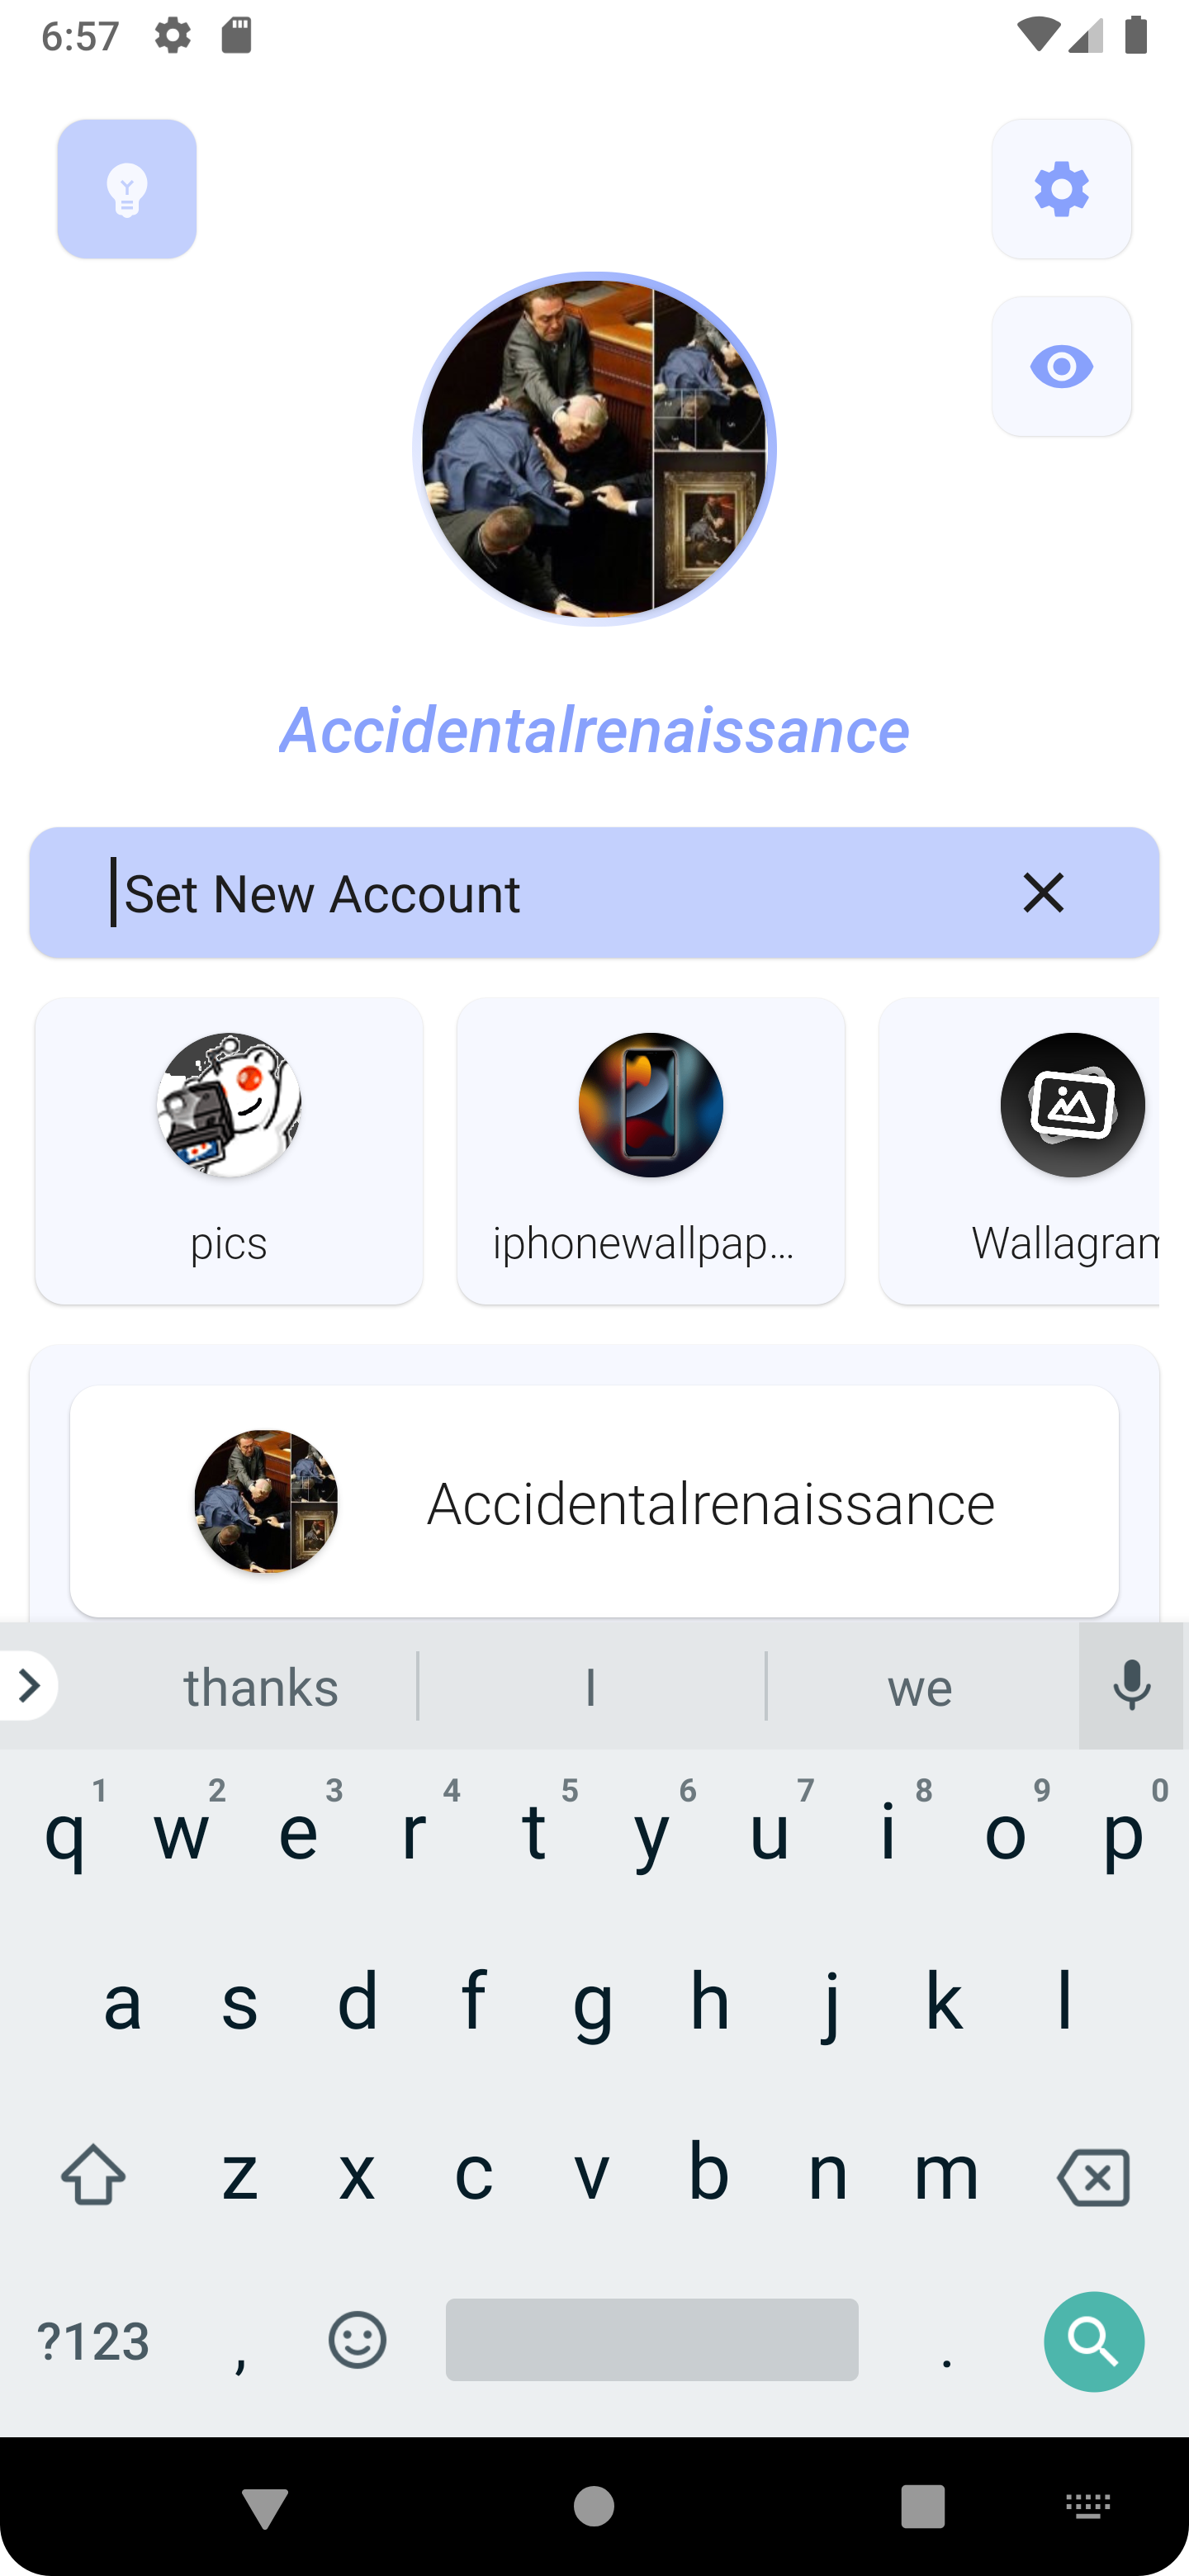 6:57
Accidentalrenaissance
Set New Account
pics
iphonewallpap...
Wallagram
Accidentalrenaissance
thanks
I
we
1 2 3 4 5 6 7 8 9 0
q w e r t y u i o p
a s d f g h j k l
z x c v b n m
?123 , .